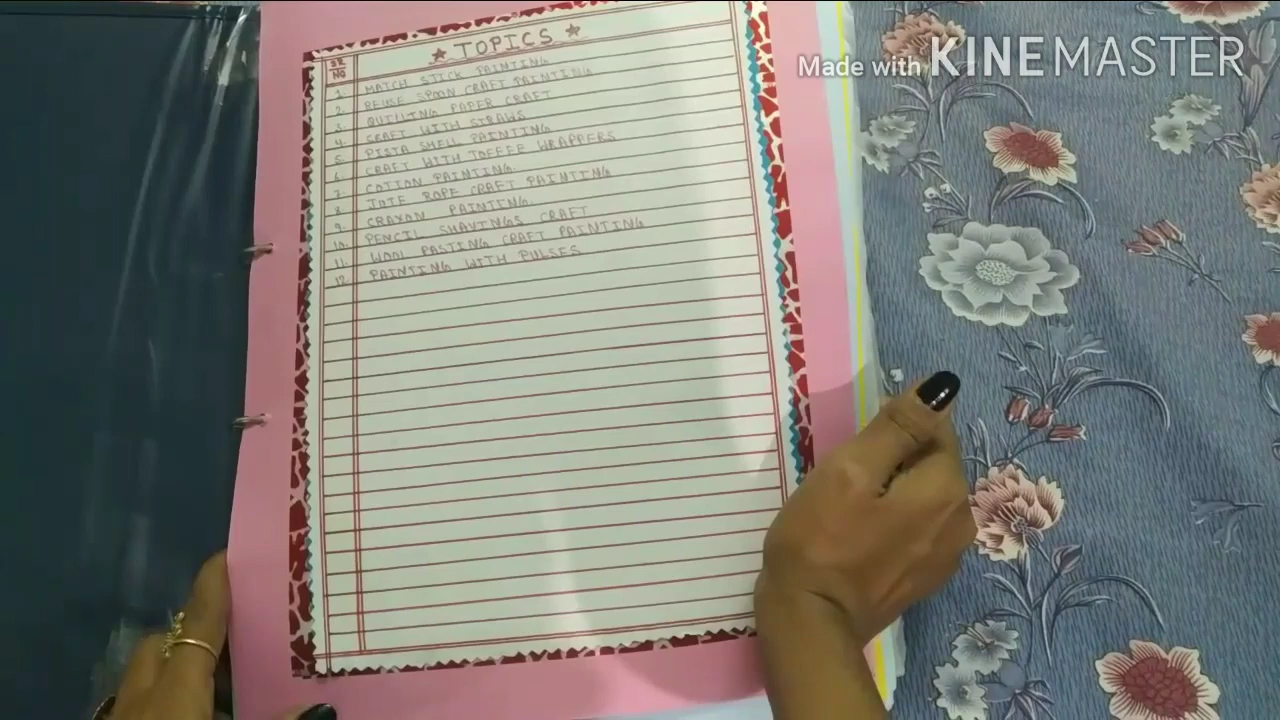 Made with KINEMASTER
★ TOPICS ★
SR NO
1. MATCH STICK PAINTING
2. REUSE SPOON CRAFT PAINTING
3. QUILLING PAPER CRAFT
4. CRAFT WITH STRAWS
5. PISTA SHELL PAINTING
6. CRAFT WITH TOFFEE WRAPPERS
7. COTTON PAINTING
8. JUTE ROPE CRAFT PAINTING
9. CRAYON PAINTING
10. PENCIL SHAVINGS CRAFT
11. WOOL PASTING CRAFT PAINTING
12. PAINTING WITH PULSES